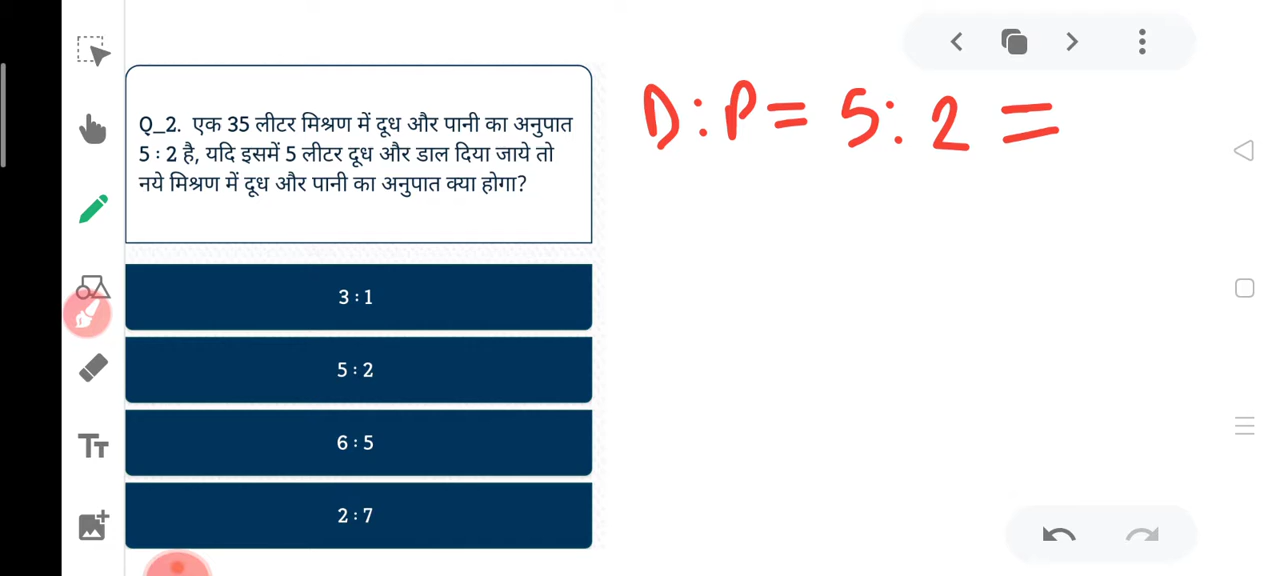 D : P = 5 : 2 =
Q_2. एक 35 लीटर मिश्रण में दूध और पानी का अनुपात
5 : 2 है, यदि इसमें 5 लीटर दूध और डाल दिया जाये तो
नये मिश्रण में दूध और पानी का अनुपात क्या होगा?
3 : 1
5 : 2
6 : 5
2 : 7
TT